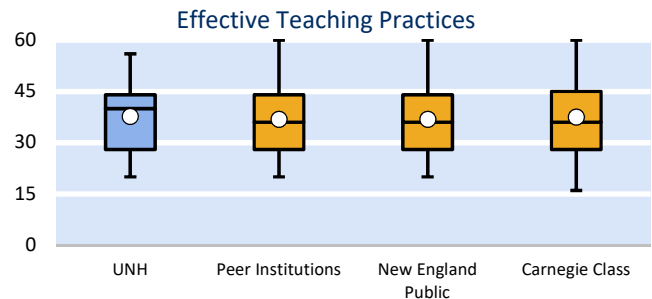 Effective Teaching Practices
60
45
30
15
0
UNH
Peer Institutions
New England
Public
Carnegie Class